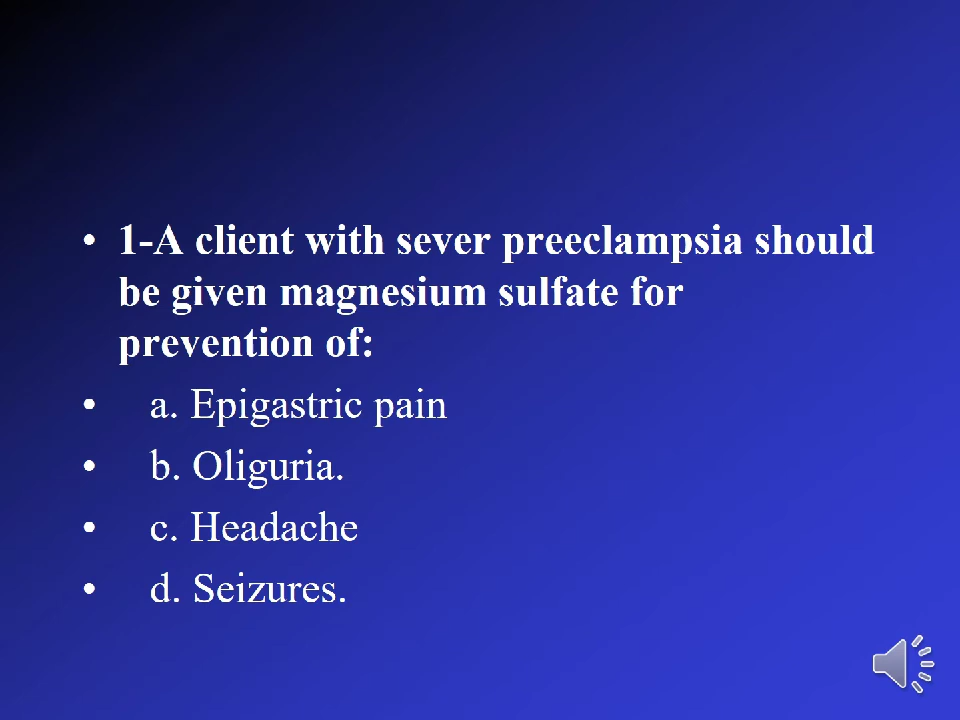 • 1-A client with sever preeclampsia should
be given magnesium sulfate for
prevention of:
• a. Epigastric pain
• b. Oliguria.
• c. Headache
• d. Seizures.